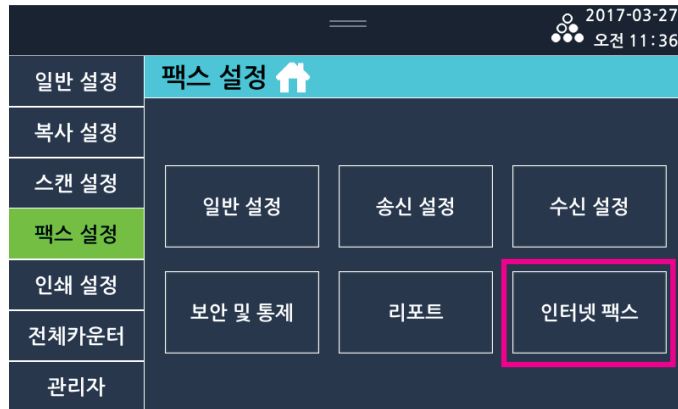 2017-03-27
오전 11:36
일반 설정
복사 설정
스캔 설정
팩스 설정
인쇄 설정
전체카운터
관리자
팩스 설정
일반 설정
송신 설정
수신 설정
보안 및 통제
리포트
인터넷 팩스